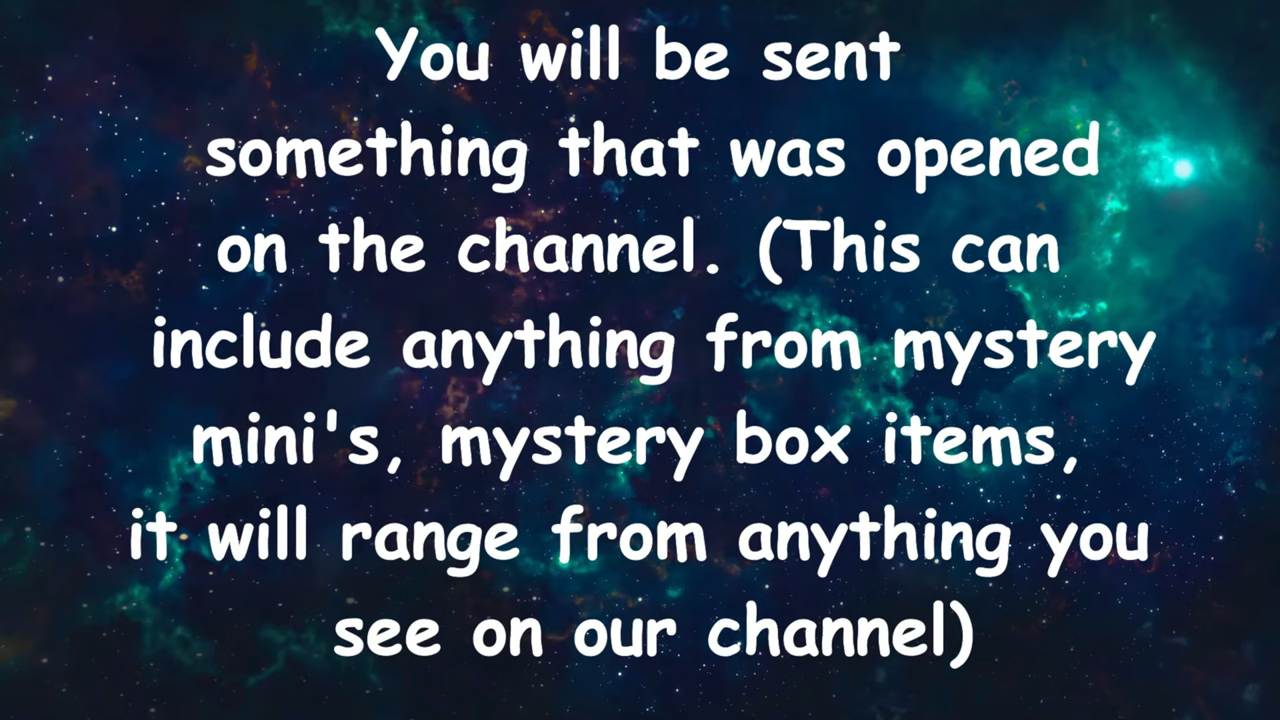 You will be sent
something that was opened
on the channel. (This can
include anything from mystery
mini's, mystery box items,
it will range from anything you
see on our channel)